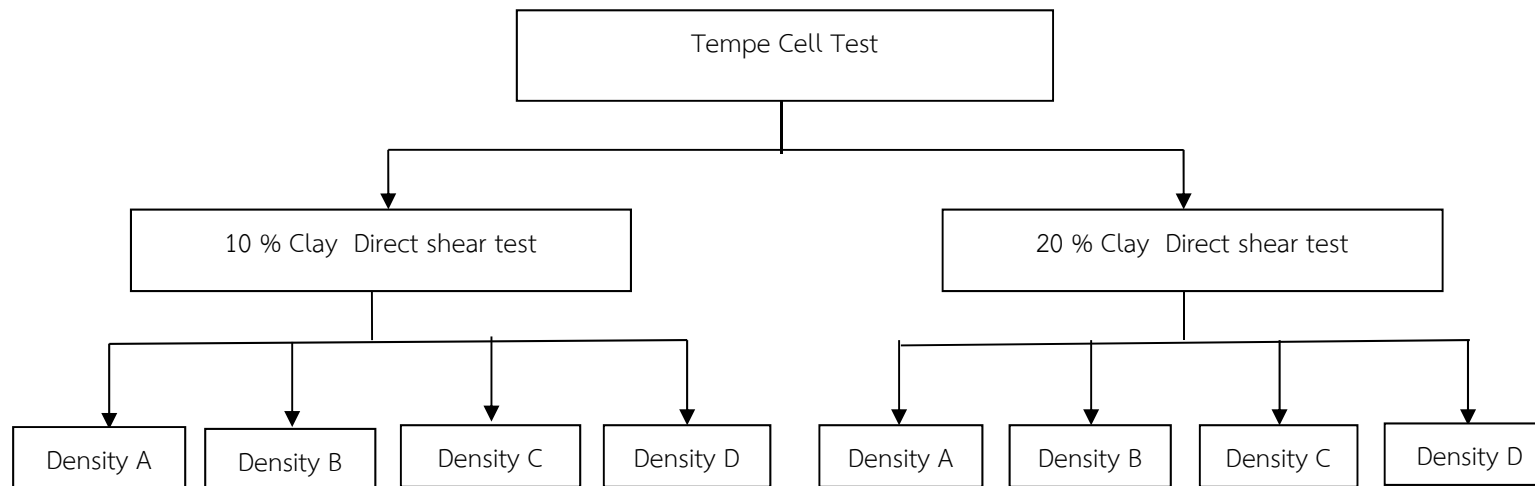 Tempe Cell Test
10 % Clay  Direct shear test
20 % Clay  Direct shear test
Density A
Density B
Density C
Density D
Density A
Density B
Density C
Density D